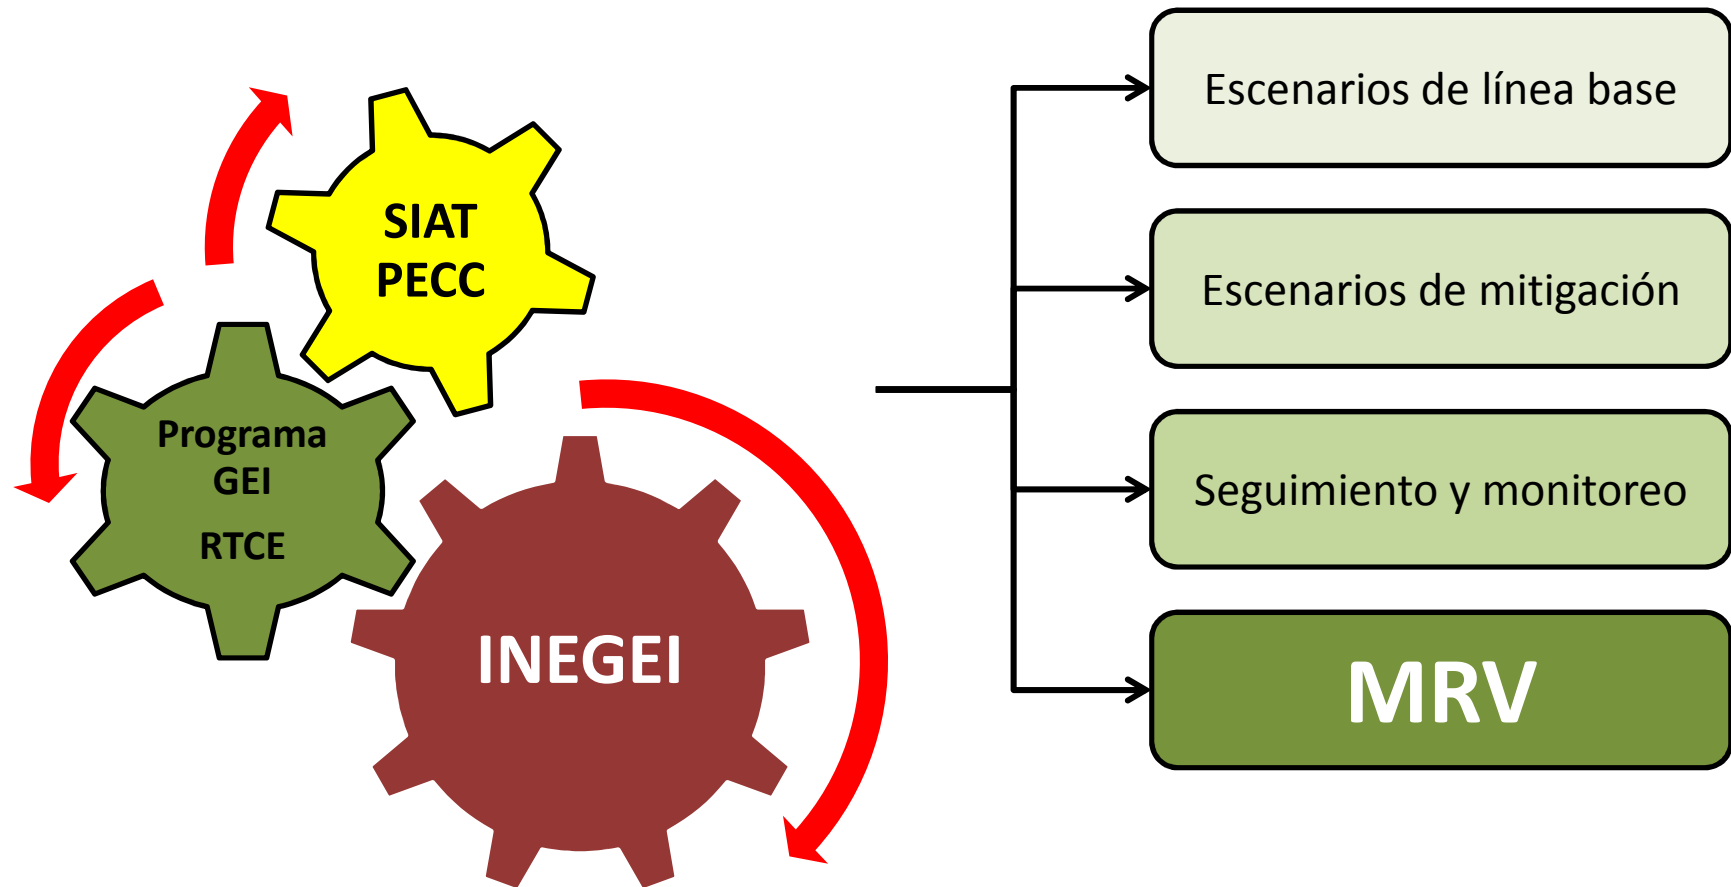 SIAT
PECC
Programa
GEI
RTCE
INEGEI
Escenarios de línea base
Escenarios de mitigación
Seguimiento y monitoreo
MRV